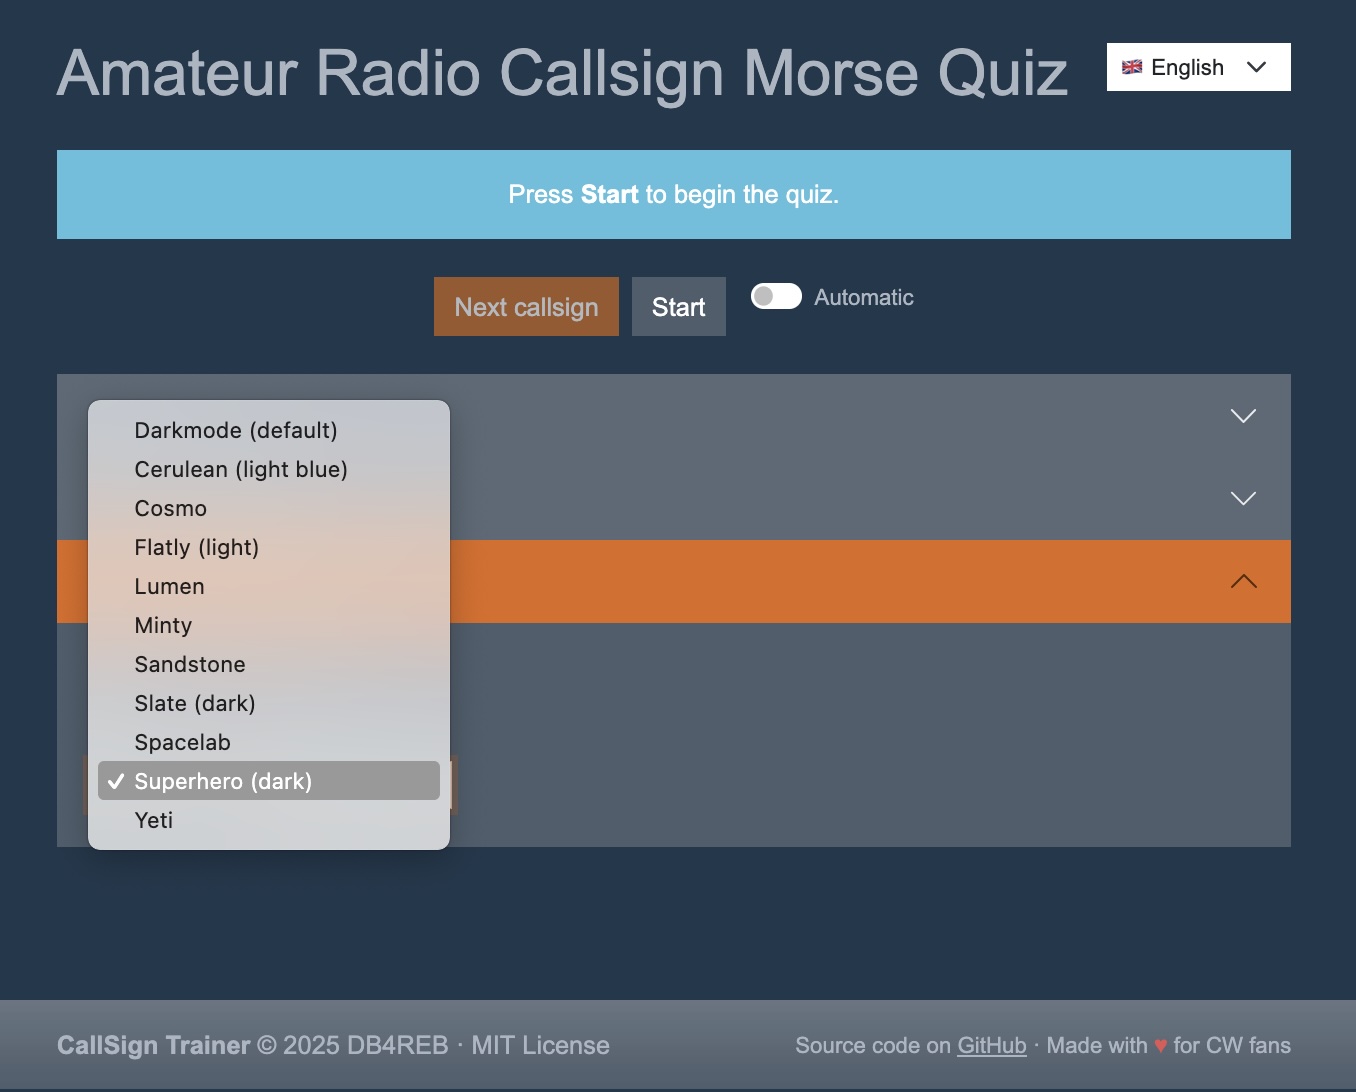 Amateur Radio Callsign Morse Quiz
English
Press Start to begin the quiz.
Next callsign
Start
Automatic
Darkmode (default)
Cerulean (light blue)
Cosmo
Flatly (light)
Lumen
Minty
Sandstone
Slate (dark)
Spacelab
Superhero (dark)
Yeti
CallSign Trainer © 2025 DB4REB · MIT License
Source code on GitHub · Made with ♥ for CW fans